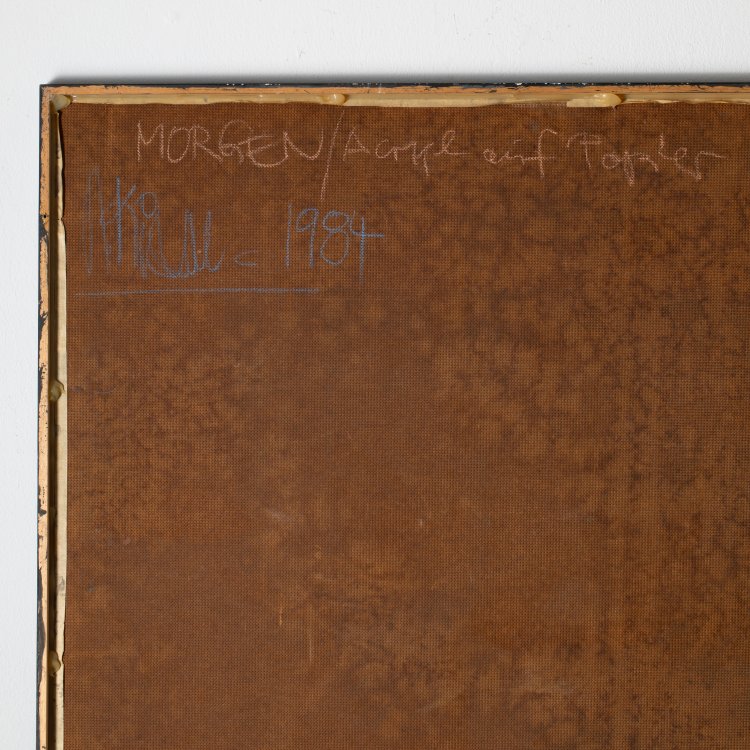 MORGEN/Acryl auf Papier
1984